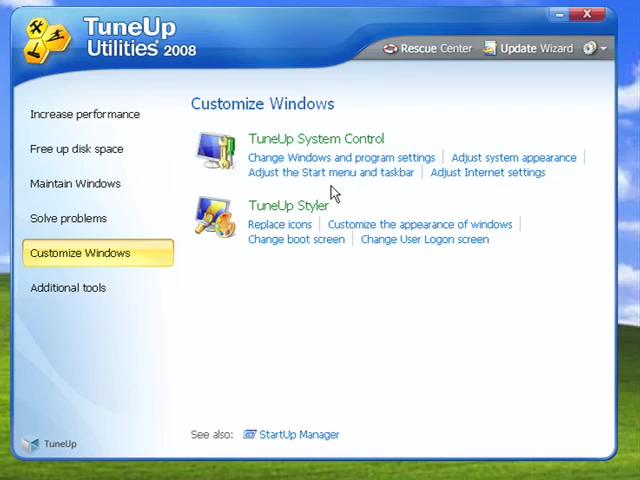 TuneUp
Utilities® 2008
Rescue Center
Update Wizard
Increase performance
Free up disk space
Maintain Windows
Solve problems
Customize Windows
Additional tools
Customize Windows
TuneUp System Control
Change Windows and program settings
Adjust system appearance
Adjust the Start menu and taskbar
Adjust Internet settings
TuneUp Styler
Replace icons
Customize the appearance of windows
Change boot screen
Change User Logon screen
See also:
StartUp Manager
TuneUp